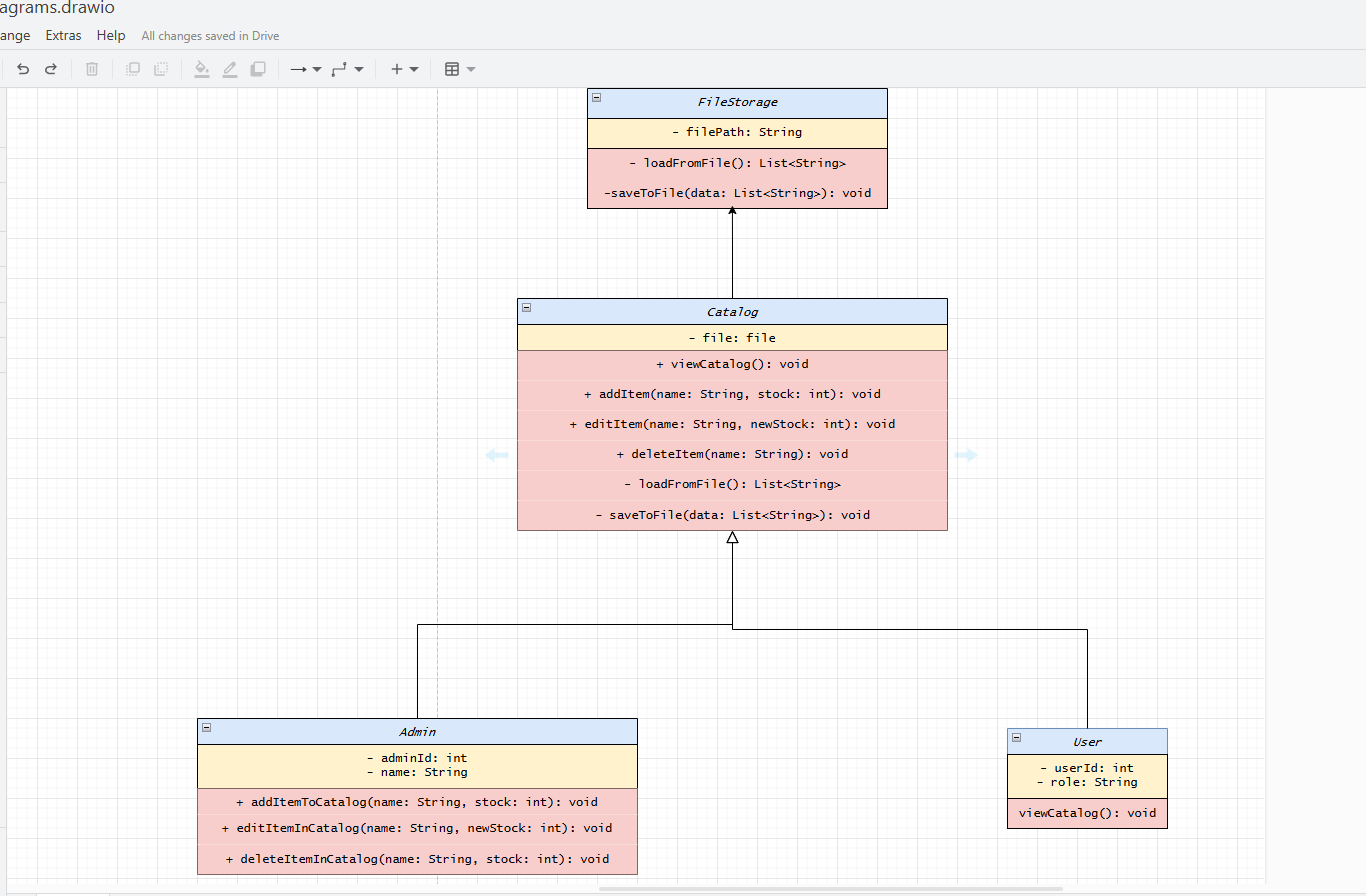 agrams.drawio
ange Extras Help All changes saved in Drive
FileStorage
- filePath: String
- loadFromFile(): List<String>
-saveToFile(data: List<String>): void
Catalog
- file: file
+ viewCatalog(): void
+ addItem(name: String, stock: int): void
+ editItem(name: String, newStock: int): void
+ deleteItem(name: String): void
- loadFromFile(): List<String>
- saveToFile(data: List<String>): void
Admin
- adminId: int
- name: String
+ addItemToCatalog(name: String, stock: int): void
+ editItemInCatalog(name: String, newStock: int): void
+ deleteItemInCatalog(name: String, stock: int): void
User
- userId: int
- role: String
viewCatalog(): void